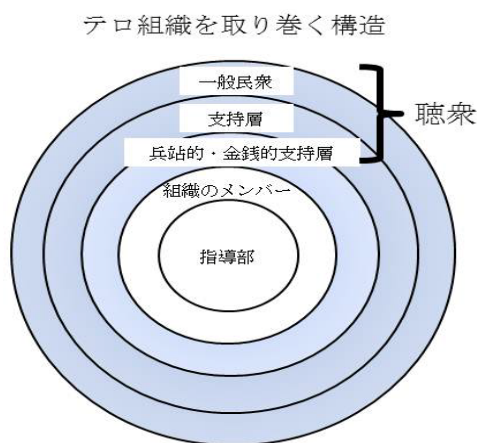 テロ組織を取り巻く構造
一般民衆
支持層
兵站的・金銭的支持層
聴衆
組織のメンバー
指導部